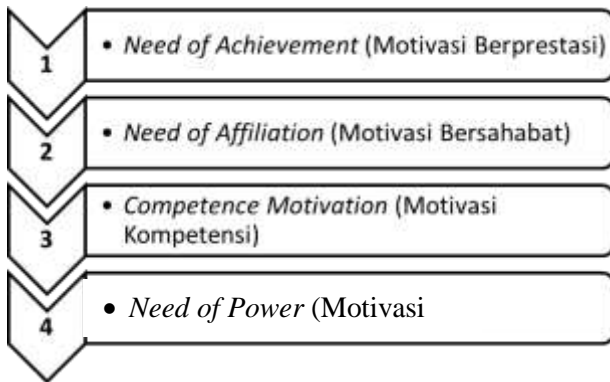 1
• Need of Achievement (Motivasi Berprestasi)
2
• Need of Affiliation (Motivasi Bersahabat)
3
• Competence Motivation (Motivasi
Kompetensi)
4
• Need of Power (Motivasi